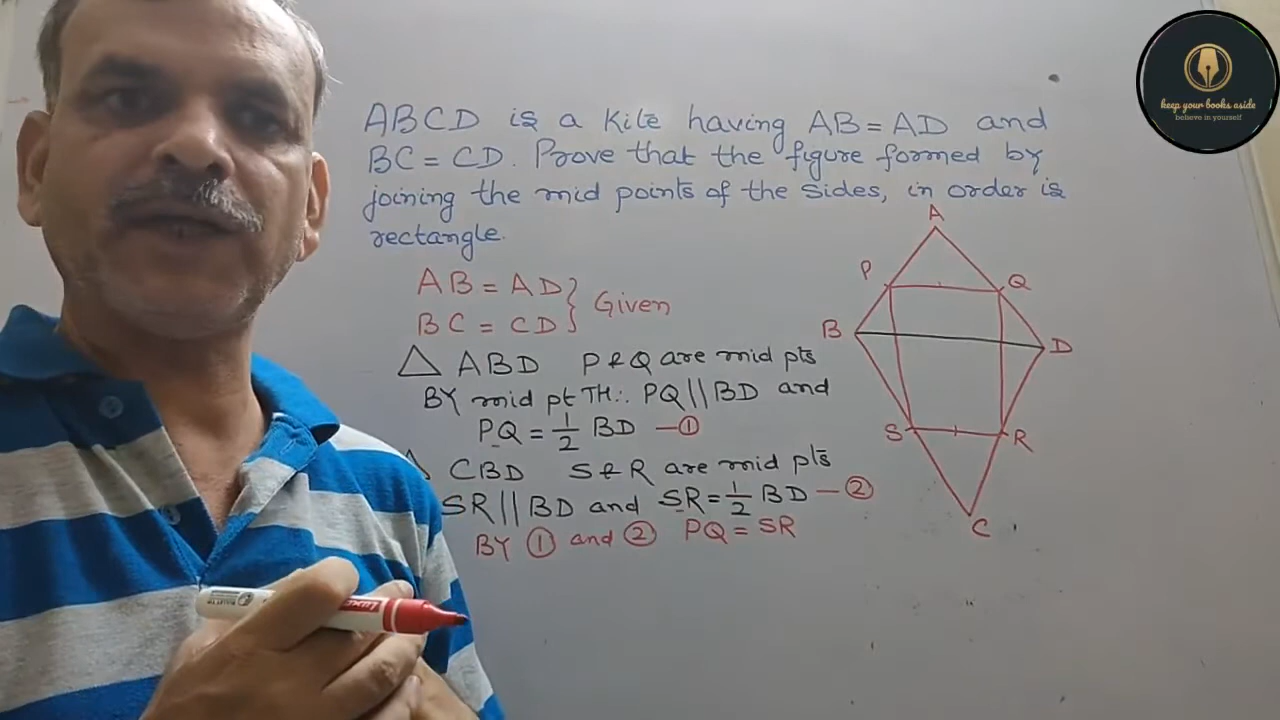 ABCD is a Kite having AB = AD and
BC = CD. Prove that the figure formed by
joining the mid points of the sides, in order is
rectangle.
AB = AD } Given
BC = CD
△ ABD P & Q are mid pts
BY mid pt TH∴ PQ || BD and
PQ = 1/2 BD — ①
△ CBD S & R are mid pts
SR || BD and SR = 1/2 BD — ②
BY ① and ② PQ = SR
A
P
Q
B
D
S
R
C
keep your books aside
believe in yourself